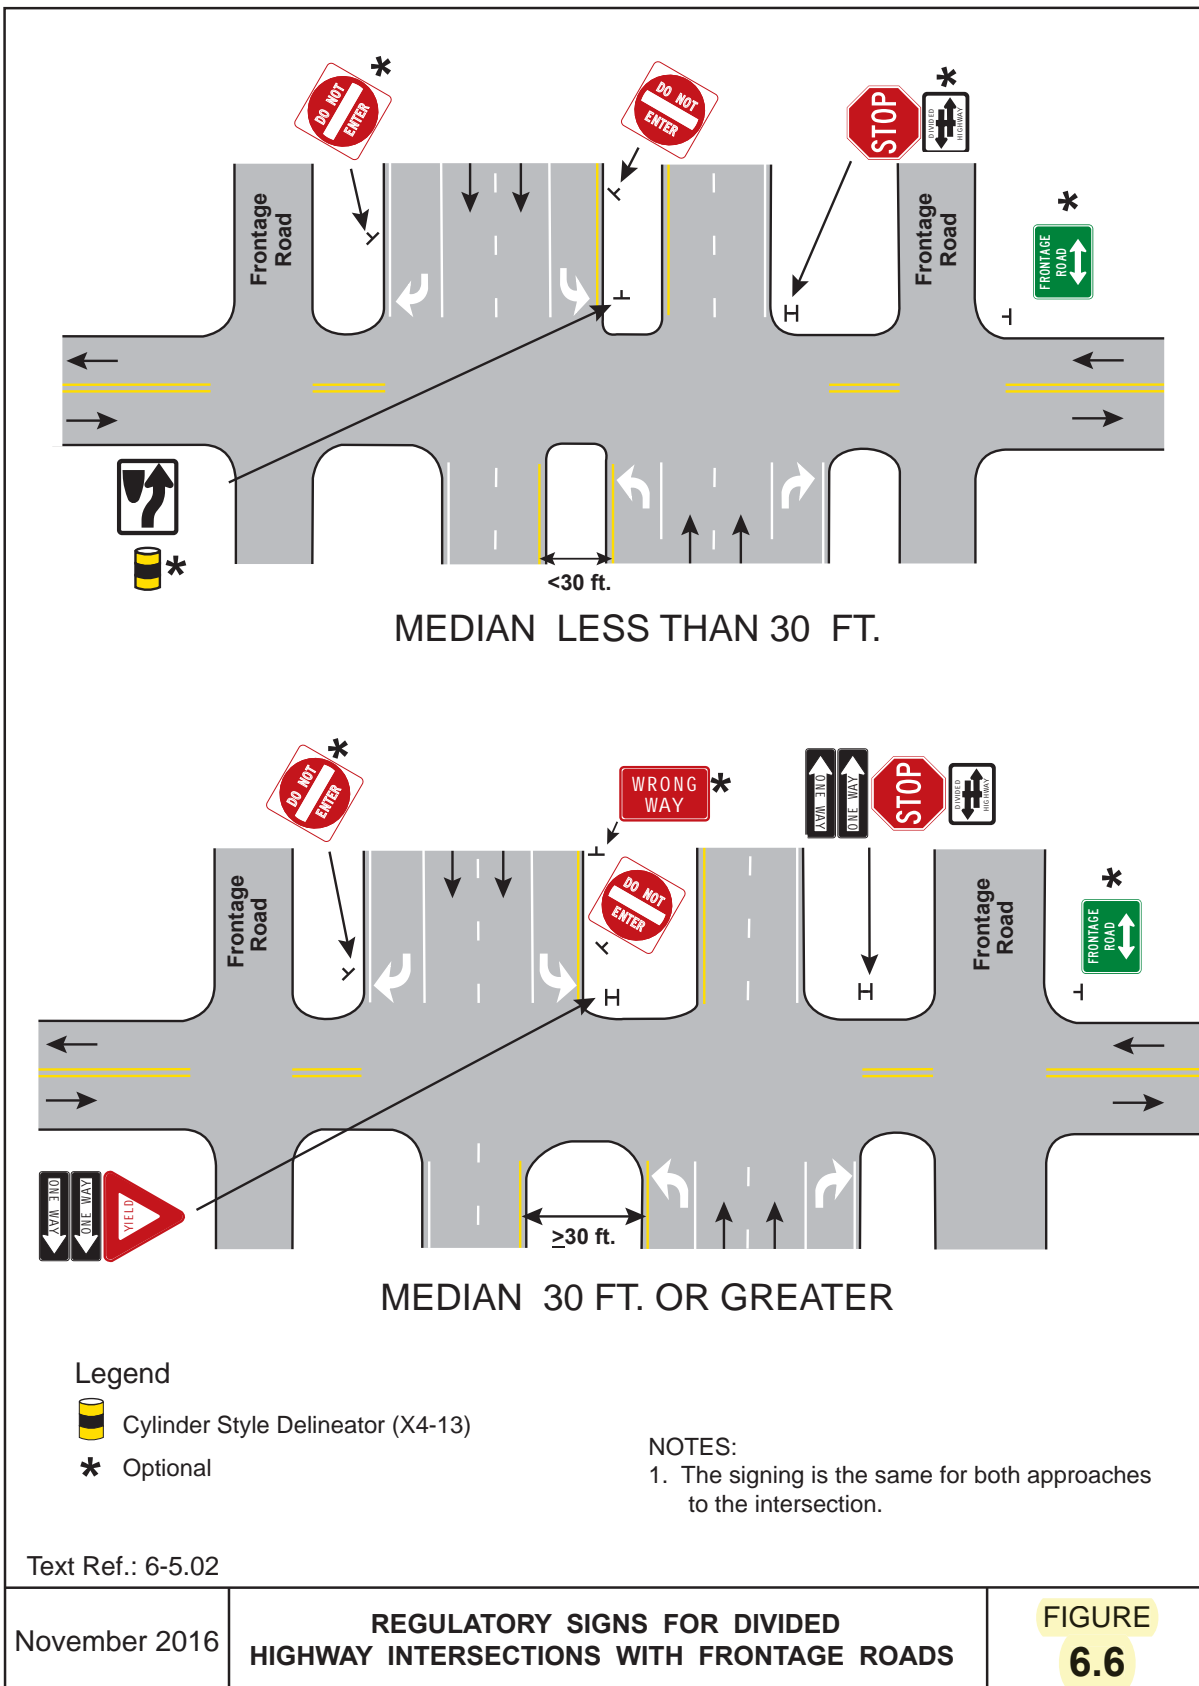 DO NOT
ENTER
*
DO NOT
ENTER
STOP
DIVIDED
HIGHWAY
*
Frontage
Road
Frontage
Road
*
FRONTAGE
ROAD
*
<30 ft.
MEDIAN LESS THAN 30 FT.
DO NOT
ENTER
*
WRONG
WAY
*
DO NOT
ENTER
ONE WAY
ONE WAY
STOP
DIVIDED
HIGHWAY
Frontage
Road
Frontage
Road
*
FRONTAGE
ROAD
ONE WAY
ONE WAY
YIELD
≥30 ft.
MEDIAN 30 FT. OR GREATER
Legend
Cylinder Style Delineator (X4-13)
* Optional
NOTES:
1. The signing is the same for both approaches
to the intersection.
Text Ref.: 6-5.02
November 2016
REGULATORY SIGNS FOR DIVIDED
HIGHWAY INTERSECTIONS WITH FRONTAGE ROADS
FIGURE
6.6